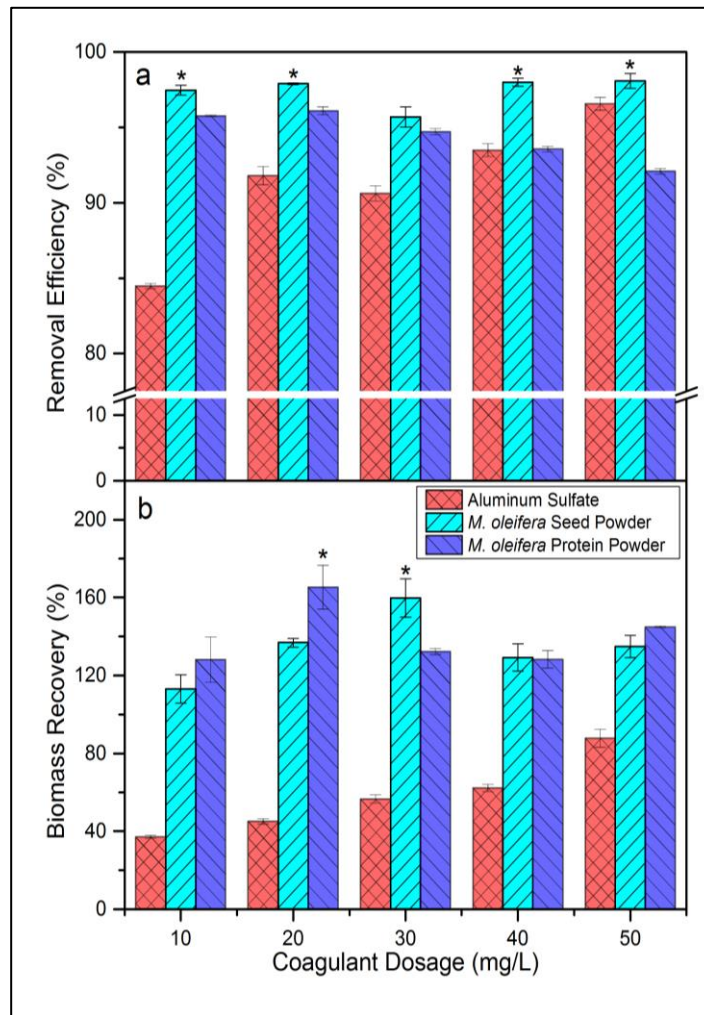 a
*
*
*
*
100
90
80
10
0
Removal Efficiency (%)
b
Aluminum Sulfate
M. oleifera Seed Powder
M. oleifera Protein Powder
*
*
200
160
120
80
40
0
Biomass Recovery (%)
10 20 30 40 50
Coagulant Dosage (mg/L)